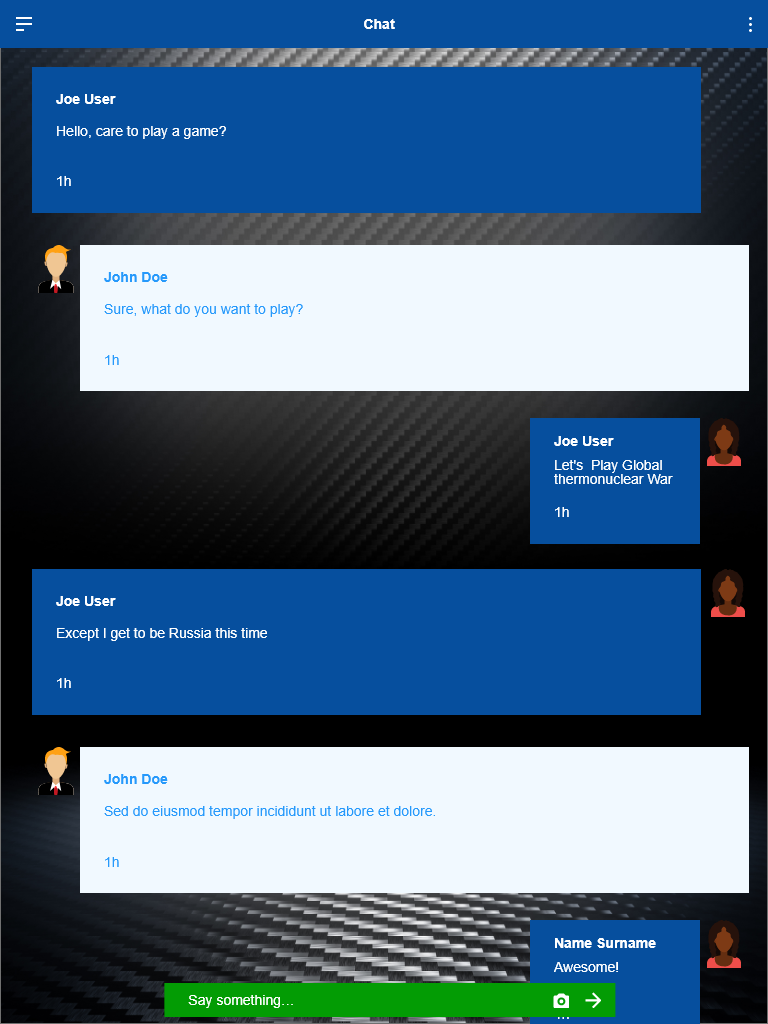 Chat
Joe User
Hello, care to play a game?
1h
John Doe
Sure, what do you want to play?
1h
Joe User
Let's  Play Global
thermonuclear War
1h
Joe User
Except I get to be Russia this time
1h
John Doe
Sed do eiusmod tempor incididunt ut labore et dolore.
1h
Name Surname
Awesome!
Say something...